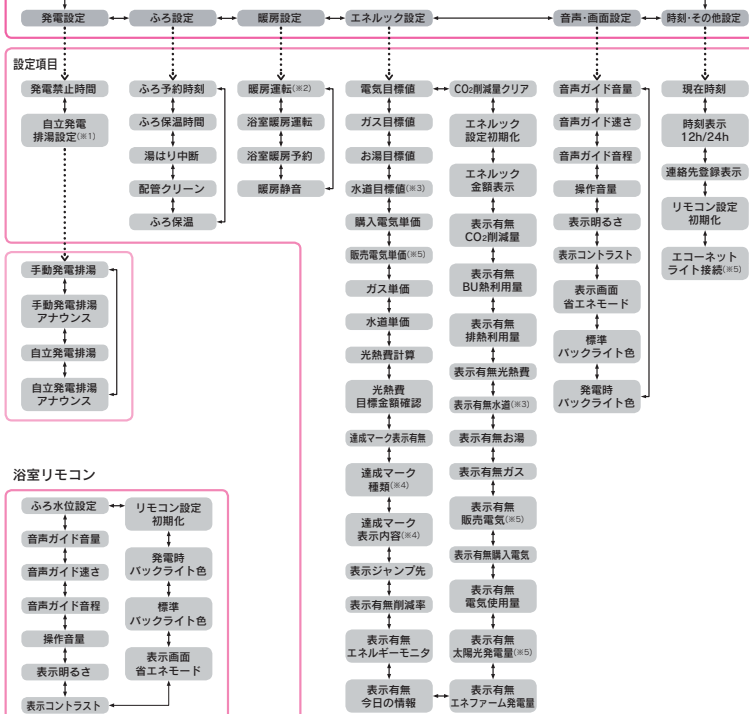 発電設定
ふろ設定
暖房設定
エネルック設定
音声・画面設定
時刻・その他設定
設定項目
発電禁止時間
自立発電
排湯設定(※1)
手動発電排湯
手動発電排湯
アナウンス
自立発電排湯
自立発電排湯
アナウンス
ふろ予約時刻
ふろ保温時間
湯はり中断
配管クリーン
ふろ保温
暖房運転(※2)
浴室暖房運転
浴室暖房予約
暖房静音
電気目標値
ガス目標値
お湯目標値
水道目標値(※3)
購入電気単価
販売電気単価(※5)
ガス単価
水道単価
光熱費計算
光熱費
目標金額確認
達成マーク表示有無
達成マーク
種類(※4)
達成マーク
表示内容(※4)
表示ジャンプ先
表示有無削減率
表示有無
エネルギーモニタ
表示有無
今日の情報
CO2削減量クリア
エネルック
設定初期化
エネルック
金額表示
表示有無
CO2削減量
表示有無
BU熱利用量
表示有無
排熱利用量
表示有無光熱費
表示有無水道(※3)
表示有無お湯
表示有無ガス
表示有無
販売電気(※5)
表示有無購入電気
表示有無
電気使用量
表示有無
太陽光発電量(※5)
表示有無
エネファーム発電量
音声ガイド音量
音声ガイド速さ
音声ガイド音程
操作音量
表示明るさ
表示コントラスト
表示画面
省エネモード
標準
バックライト色
発電時
バックライト色
現在時刻
時刻表示
12h/24h
連絡先登録表示
リモコン設定
初期化
エコーネット
ライト接続(※5)
浴室リモコン
ふろ水位設定
音声ガイド音量
音声ガイド速さ
音声ガイド音程
操作音量
表示明るさ
表示コントラスト
リモコン設定
初期化
発電時
バックライト色
標準
バックライト色
表示画面
省エネモード